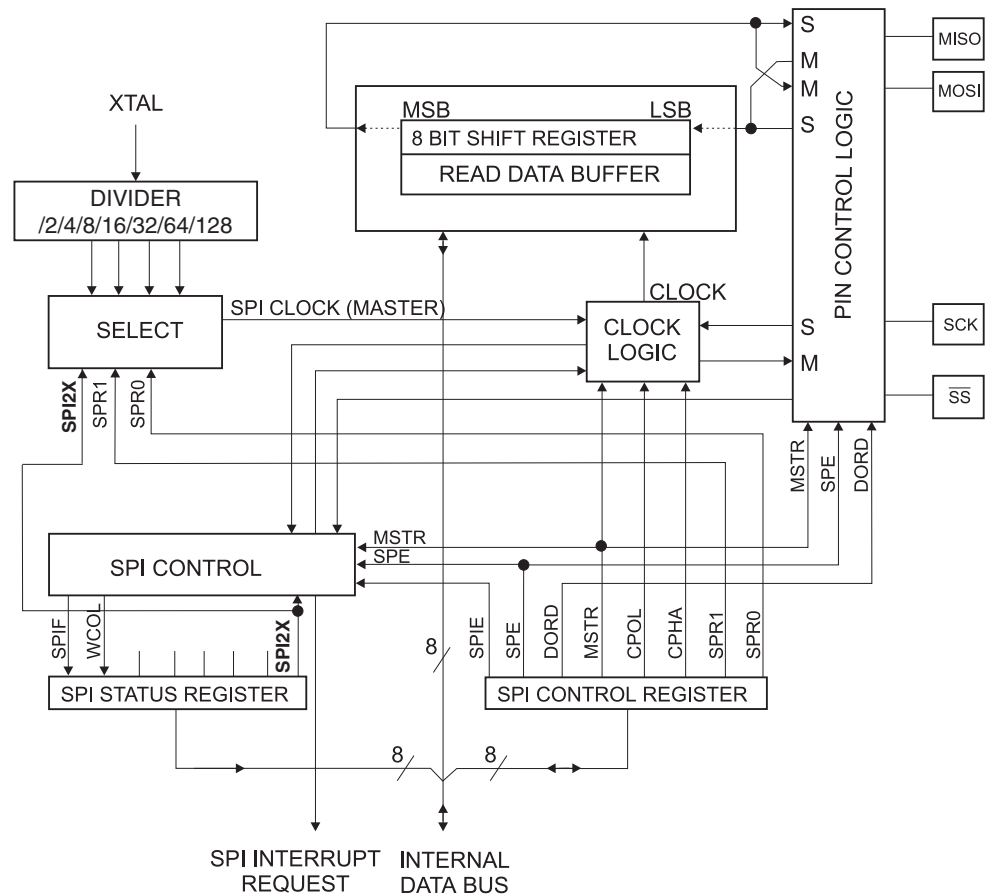 S
MISO
M
XTAL
MSB
LSB
M
MOSI
8 BIT SHIFT REGISTER
S
READ DATA BUFFER
DIVIDER
/2/4/8/16/32/64/128
PIN CONTROL LOGIC
SPI CLOCK (MASTER)
CLOCK
SELECT
CLOCK
LOGIC
S
SCK
M
SPI2X
SPR1
SPR0
SS
MSTR
SPE
DORD
MSTR
SPE
SPI CONTROL
SPIF
WCOL
SPI2X
8
SPIE
SPE
DORD
MSTR
CPOL
CPHA
SPR1
SPR0
SPI STATUS REGISTER
SPI CONTROL REGISTER
8
8
SPI INTERRUPT
REQUEST
INTERNAL
DATA BUS